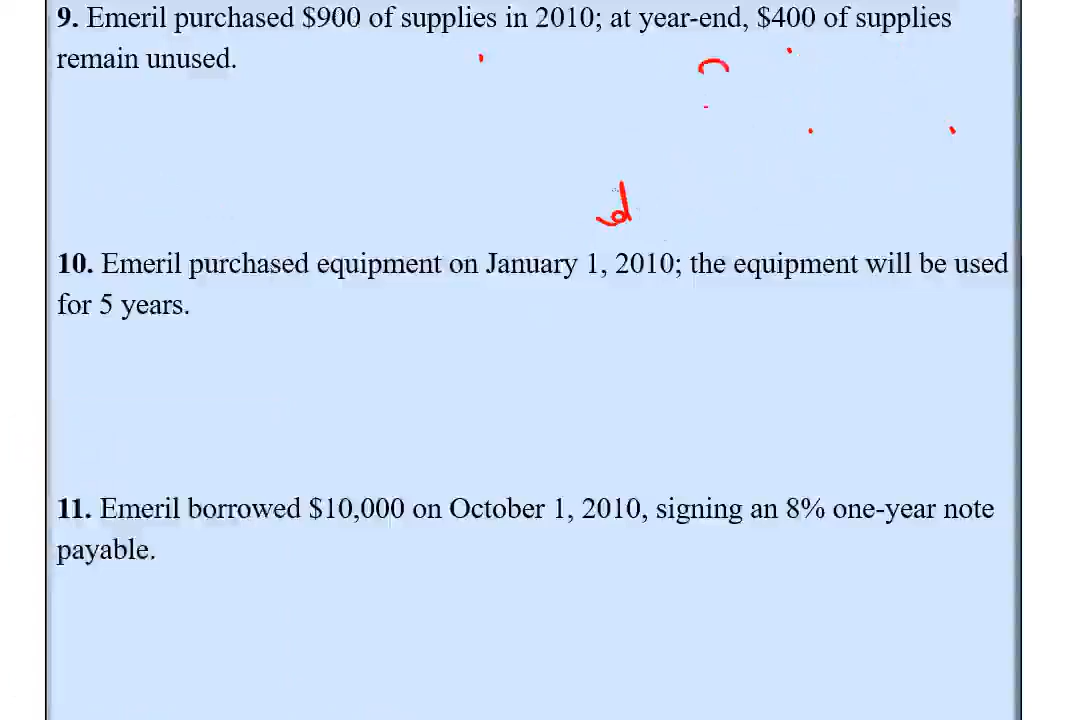 9. Emeril purchased $900 of supplies in 2010; at year-end, $400 of supplies
remain unused.
10. Emeril purchased equipment on January 1, 2010; the equipment will be used
for 5 years.
11. Emeril borrowed $10,000 on October 1, 2010, signing an 8% one-year note
payable.